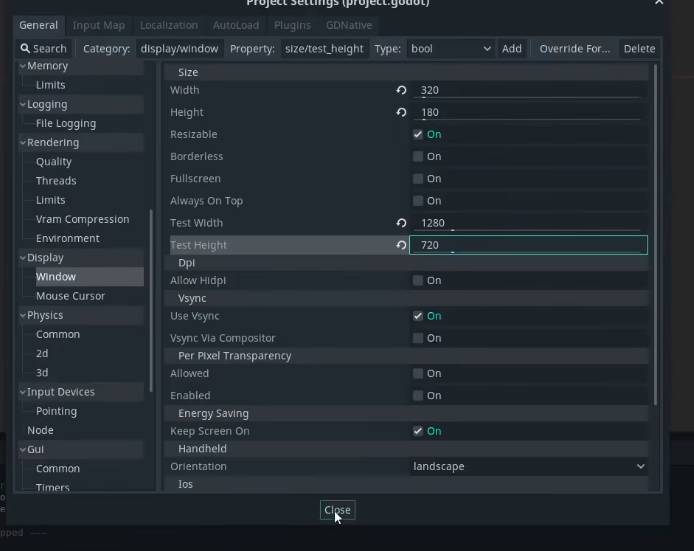 Project Settings (project.godot)
General Input Map Localization AutoLoad Plugins GDNative
Search Category: display/window Property: size/test_height Type: bool Add Override For... Delete
Memory
Limits
Logging
File Logging
Rendering
Quality
Threads
Limits
Vram Compression
Environment
Display
Window
Mouse Cursor
Physics
Common
2d
3d
Input Devices
Pointing
Node
Gui
Common
Timers
Size
Width 320
Height 180
Resizable On
Borderless On
Fullscreen On
Always On Top On
Test Width 1280
Test Height 720
Dpi
Allow Hidpi On
Vsync
Use Vsync On
Vsync Via Compositor On
Per Pixel Transparency
Allowed On
Enabled On
Energy Saving
Keep Screen On On
Handheld
Orientation landscape
Ios
Close
pped ---